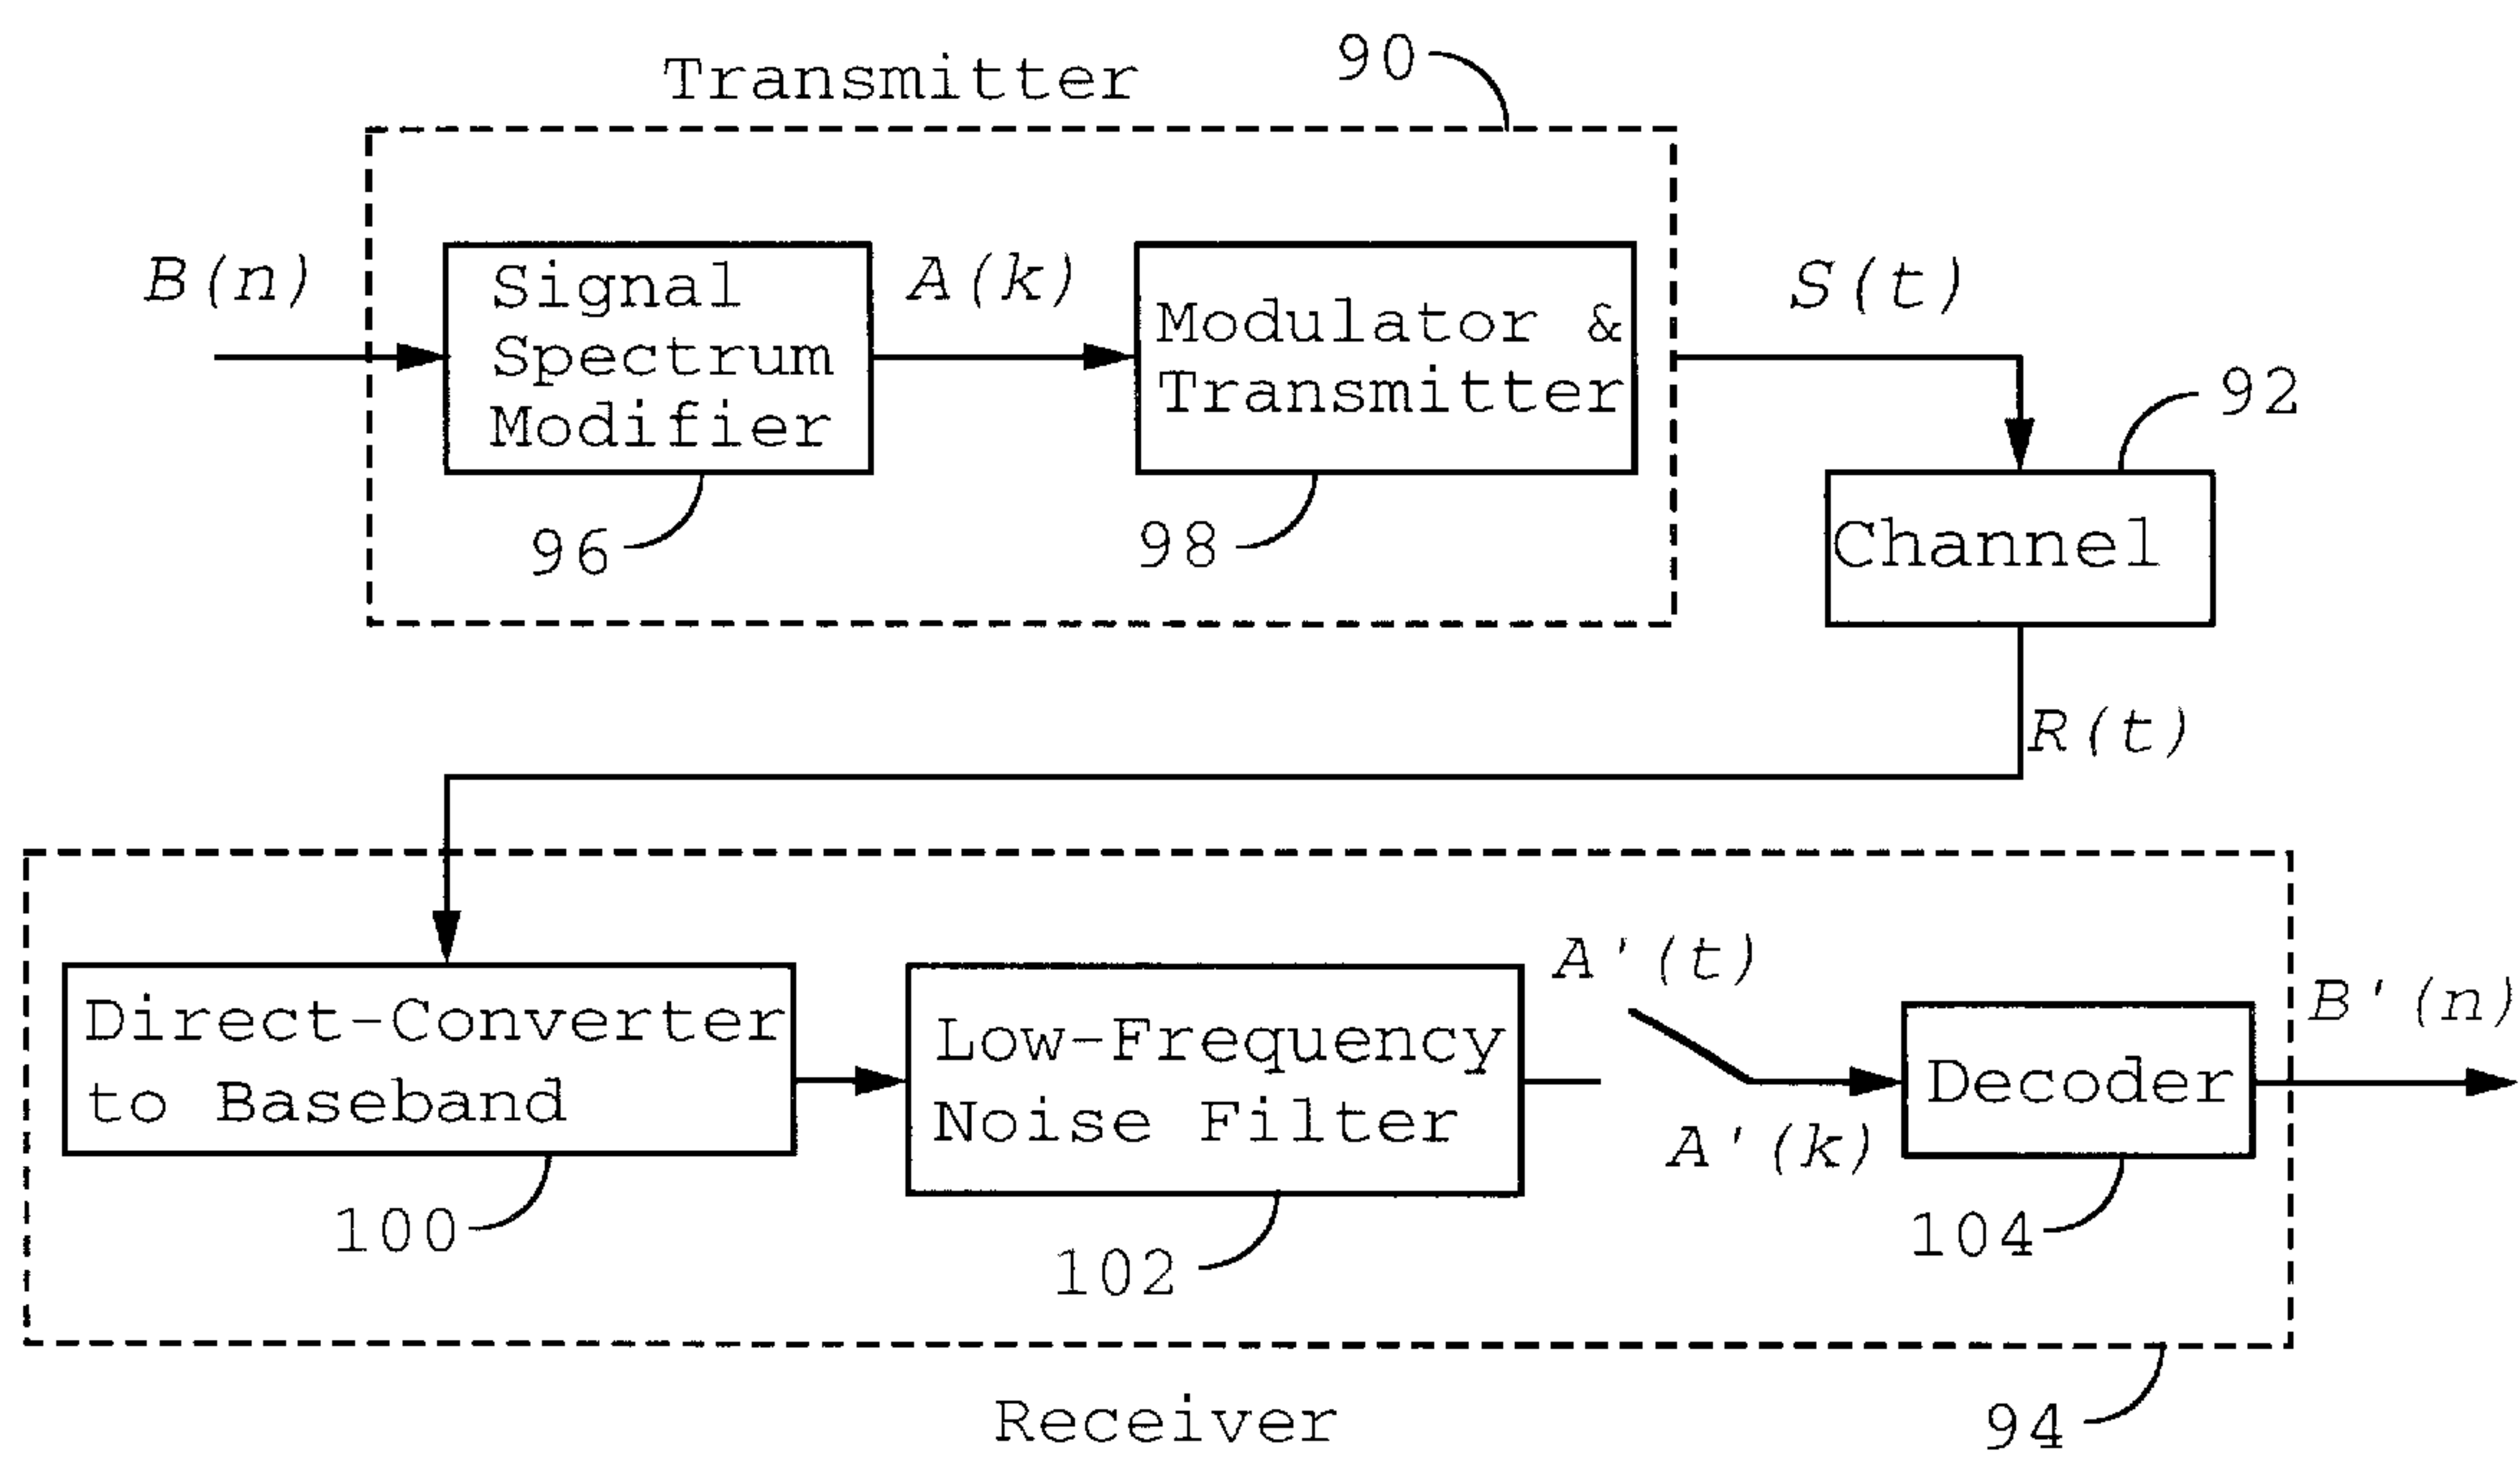 Transmitter
90
B(n)
Signal
Spectrum
Modifier
A(k)
Modulator &
Transmitter
S(t)
92
96
98
Channel
R(t)
Direct-Converter
to Baseband
Low-Frequency
Noise Filter
A'(t)
A'(k)
Decoder
B'(n)
100
102
104
Receiver
94